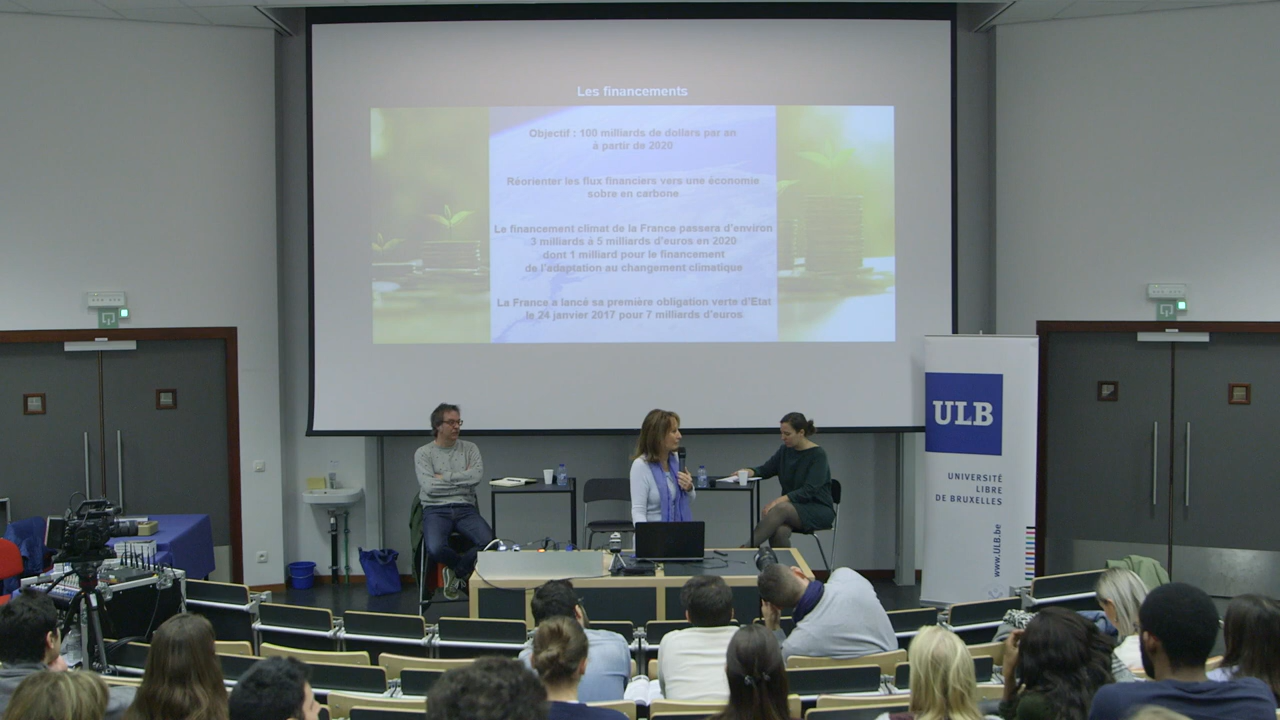 Les financements
Objectif : 100 milliards de dollars par an
à partir de 2020
Réorienter les flux financiers vers une économie
sobre en carbone
Le financement climat de la France passera d'environ
3 milliards à 5 milliards d'euros en 2020
dont 1 milliard pour le financement
de l'adaptation au changement climatique
La France a lancé sa première obligation verte d'Etat
le 24 janvier 2017 pour 7 milliards d'euros
ULB
UNIVERSITÉ
LIBRE
DE BRUXELLES
www.ULB.be